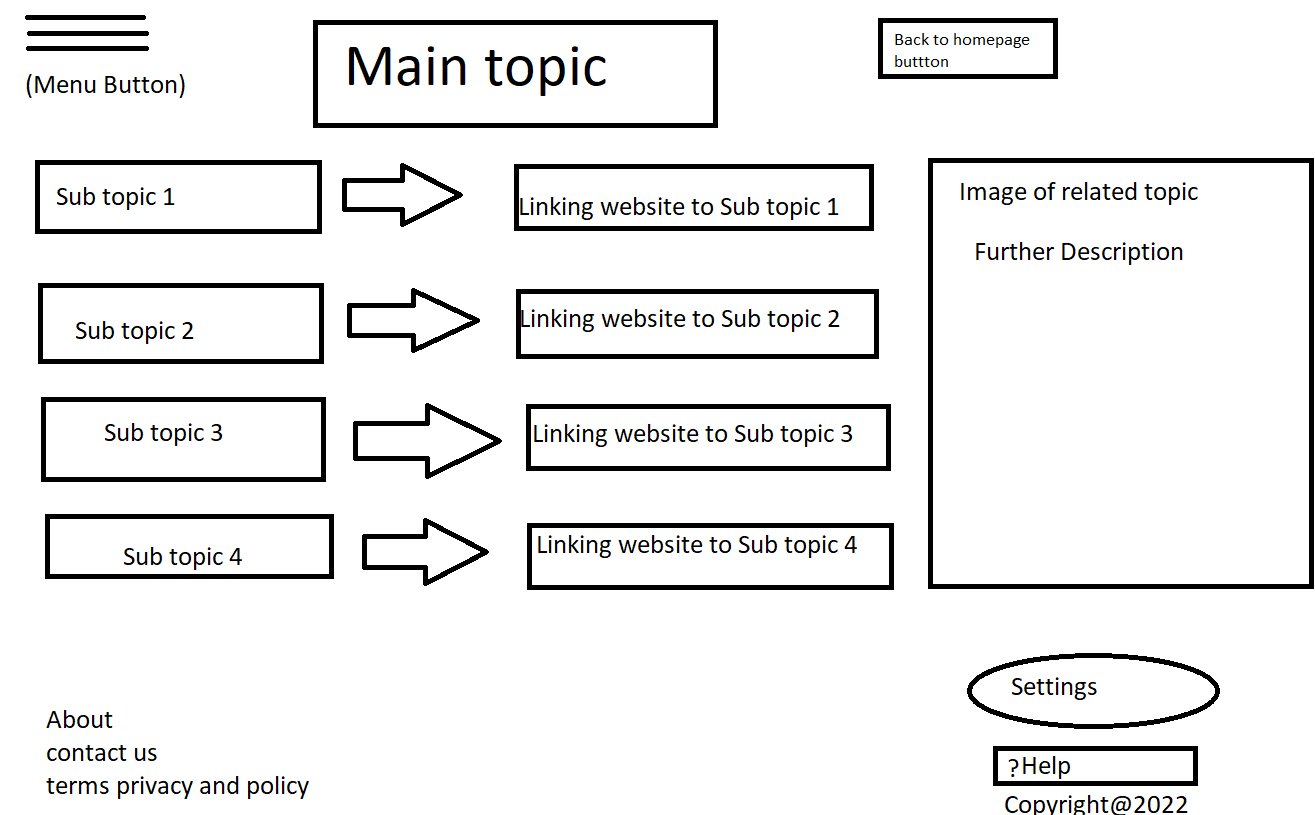 Main topic
Back to homepage
buttton
(Menu Button)
Sub topic 1
Linking website to Sub topic 1
Image of related topic
Further Description
Sub topic 2
Linking website to Sub topic 2
Sub topic 3
Linking website to Sub topic 3
Sub topic 4
Linking website to Sub topic 4
Settings
About
contact us
terms privacy and policy
?Help
Copyright@2022